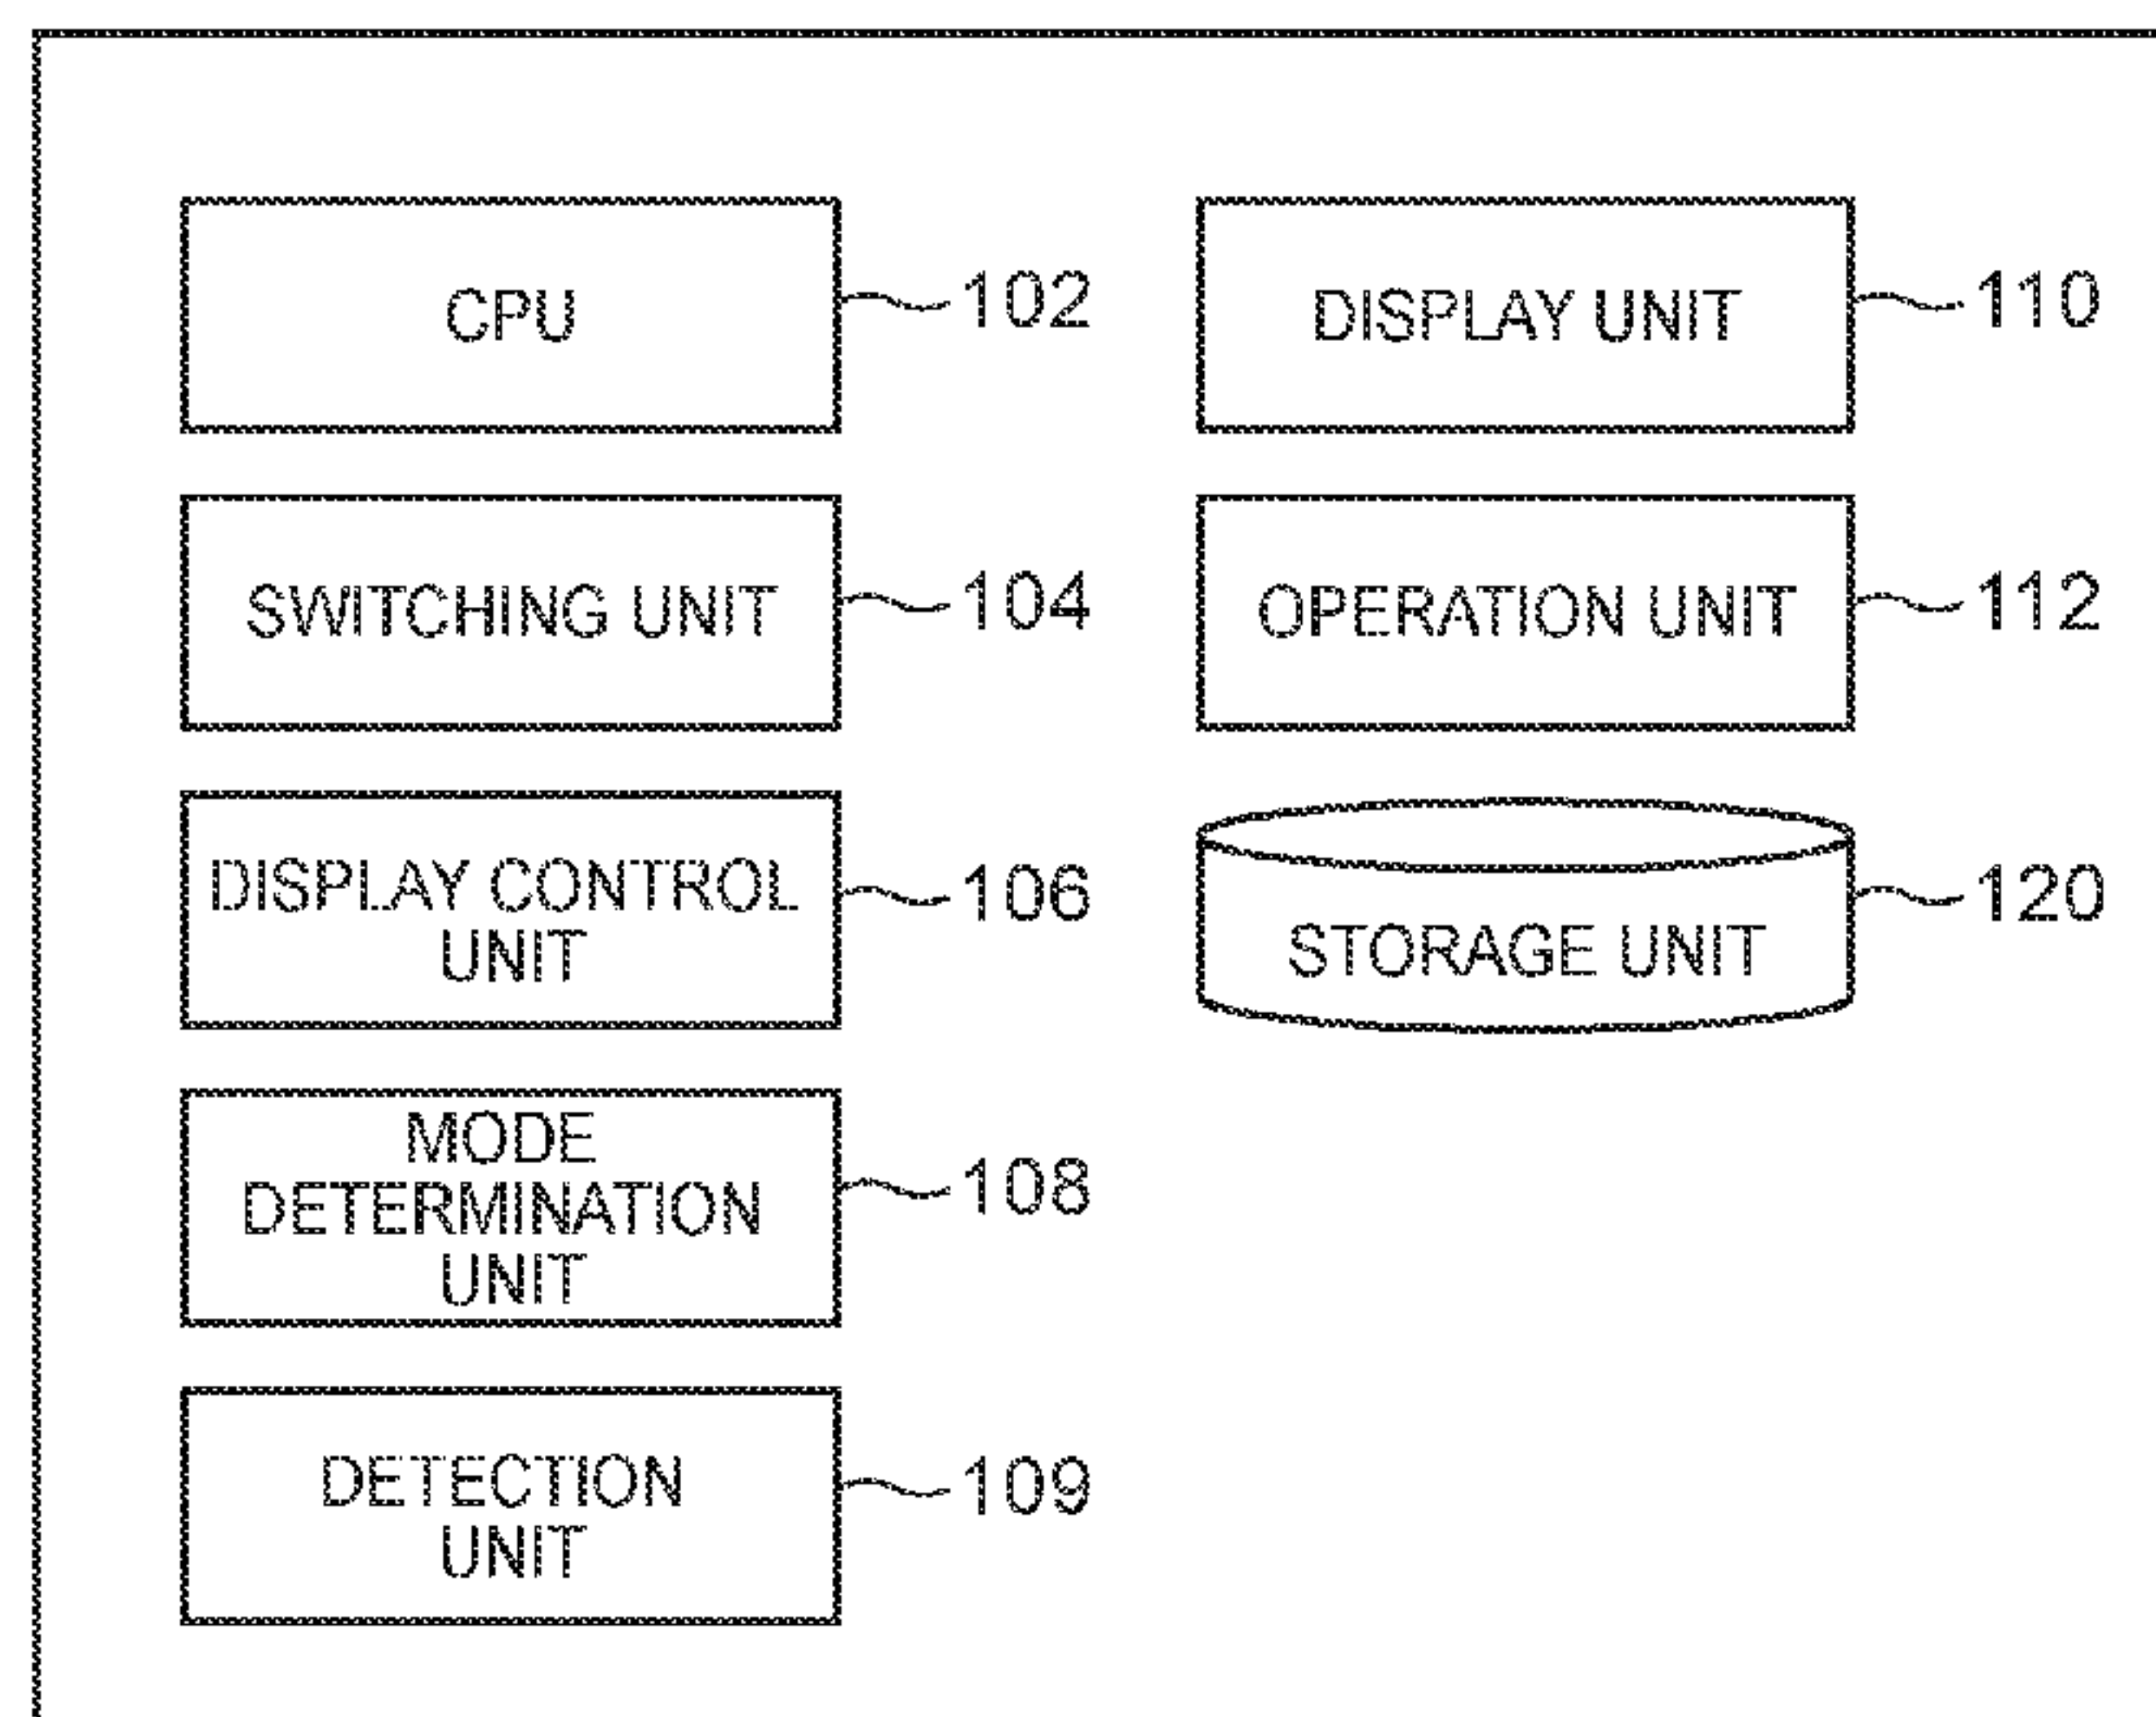 CPU
102
SWITCHING UNIT
104
DISPLAY CONTROL
UNIT
106
MODE
DETERMINATION
UNIT
108
DETECTION
UNIT
109
DISPLAY UNIT
110
OPERATION UNIT
112
STORAGE UNIT
120